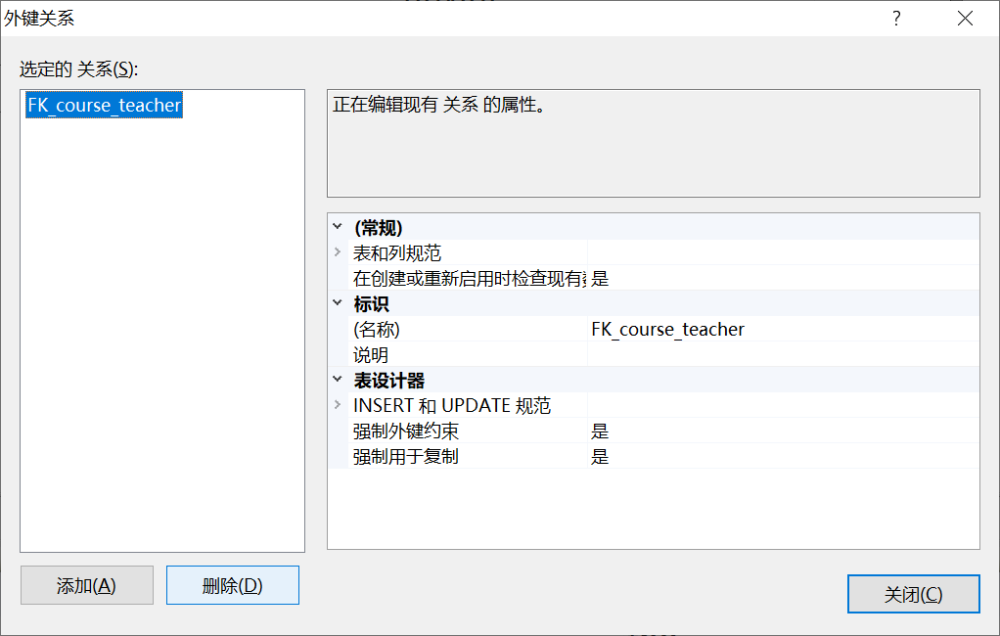 外键关系
选定的 关系(S):
FK_course_teacher
正在编辑现有 关系 的属性。
(常规)
表和列规范
在创建或重新启用时检查现有 是
标识
(名称) FK_course_teacher
说明
表设计器
INSERT 和 UPDATE 规范
强制外键约束 是
强制用于复制 是
添加(A) 删除(D)
关闭(C)